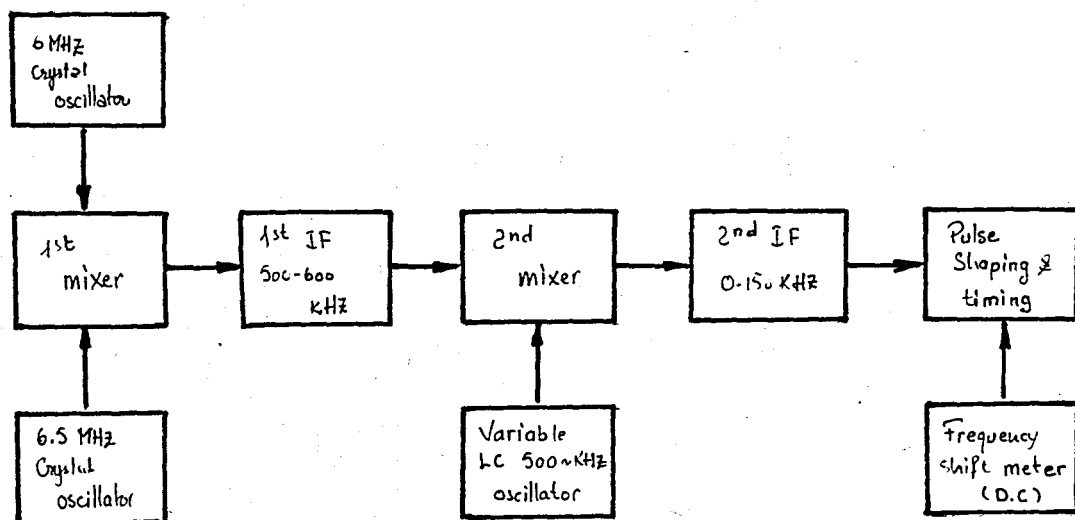 6 MHZ
Crystal
oscillator
1st
mixer
1st IF
500-600
KHZ
2nd
mixer
2nd IF
0-150 KHZ
Pulse
Shaping &
timing
6.5 MHZ
Crystal
oscillator
Variable
LC 500~KHZ
oscillator
Frequency
shift meter
(D.C)